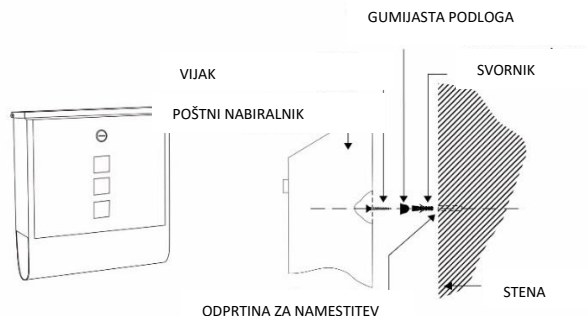 GUMIJASTA PODLOGA
VIJAK
SVORNIK
POŠTNI NABIRALNIK
STENA
ODPRTINA ZA NAMESTITEV